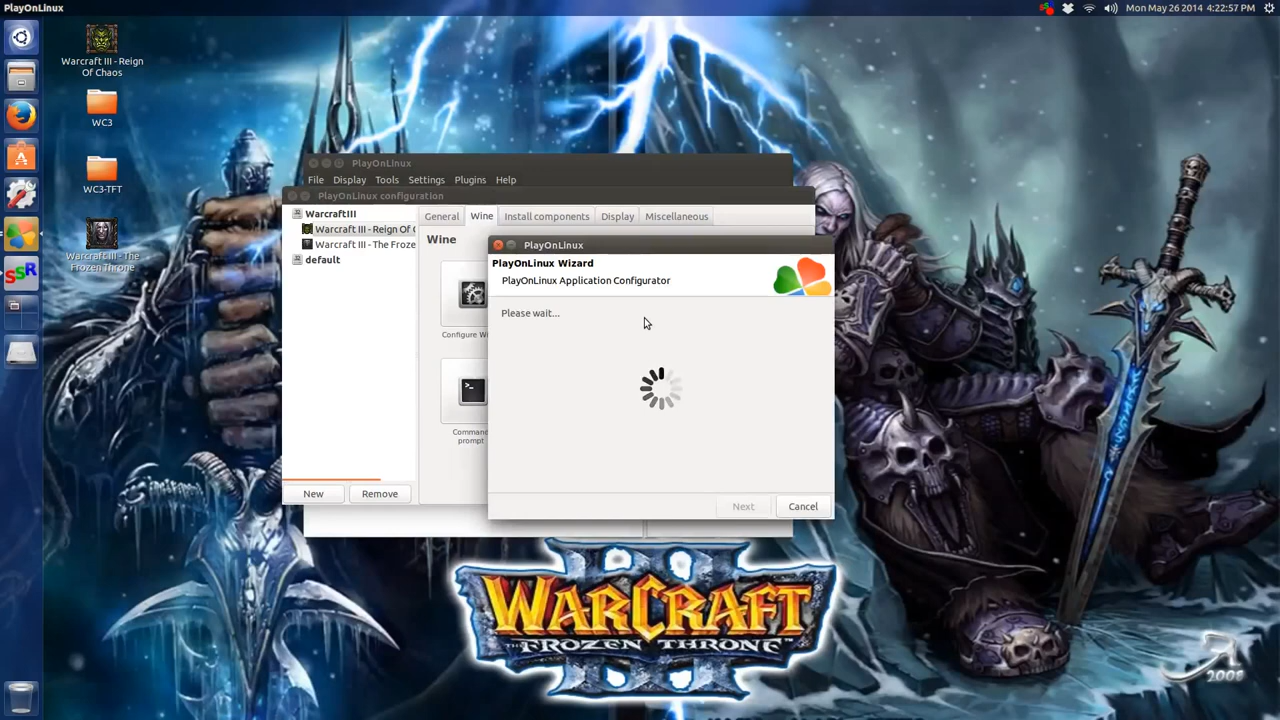 PlayOnLinux
Mon May 26 2014 4:22:57 PM
Warcraft III - Reign
Of Chaos
WC3
WC3-TFT
Warcraft III - The
Frozen Throne
SSR
PlayOnLinux
File Display Tools Settings Plugins Help
PlayOnLinux configuration
WarcraftIII
Warcraft III - Reign Of
Warcraft III - The Froze
default
General Wine Install components Display Miscellaneous
Wine
Configure Wi
>_
Command
prompt
New Remove
PlayOnLinux
PlayOnLinux Wizard
PlayOnLinux Application Configurator
Please wait...
Next Cancel
WARCRAFT
THE FROZEN THRONE
III
2008